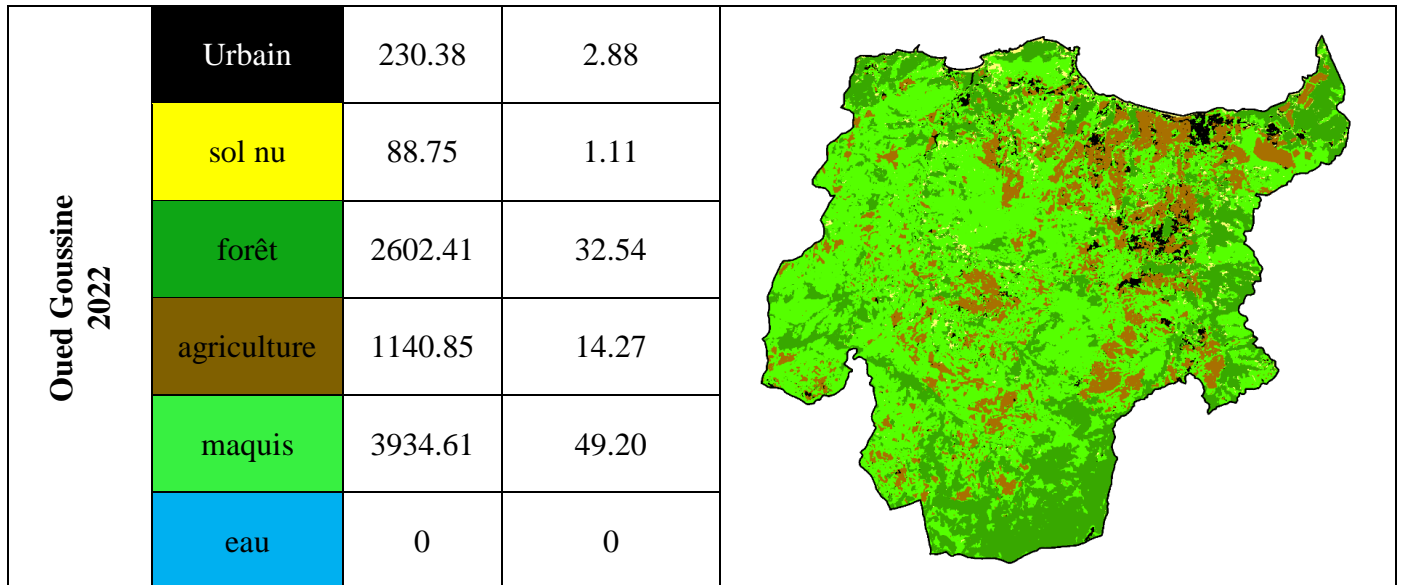 Oued Goussine
2022
Urbain 230.38 2.88
sol nu 88.75 1.11
forêt 2602.41 32.54
agriculture 1140.85 14.27
maquis 3934.61 49.20
eau 0 0